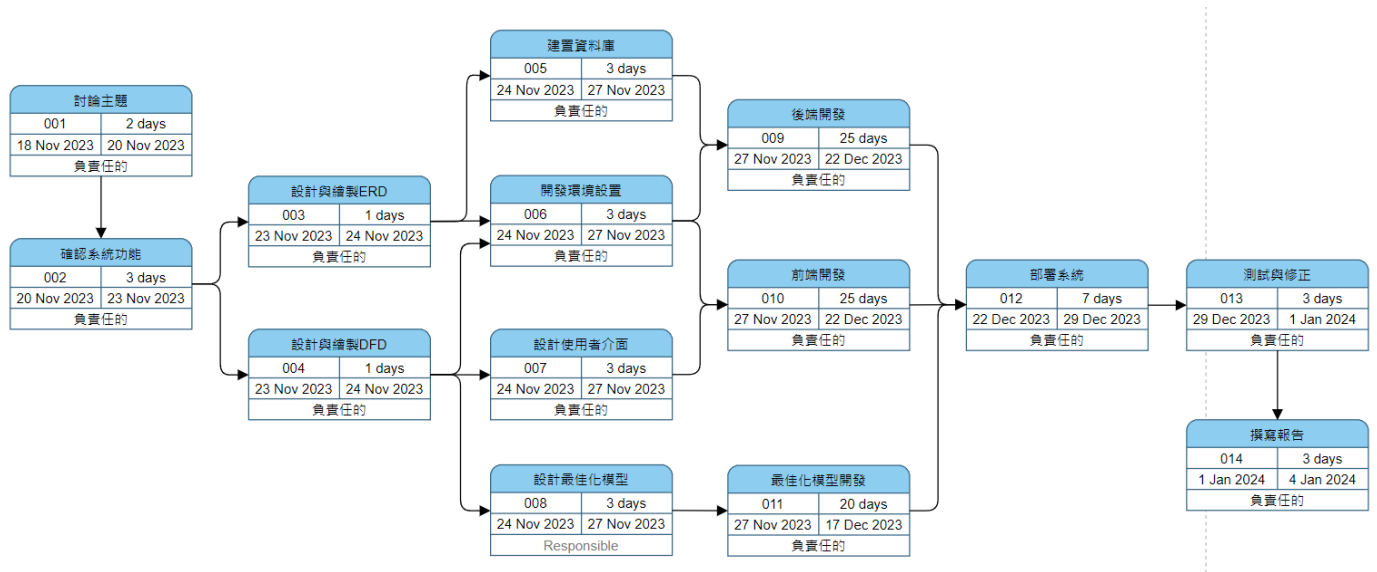 討論主題
001 2 days
18 Nov 2023 20 Nov 2023
負責任的
確認系統功能
002 3 days
20 Nov 2023 23 Nov 2023
負責任的
設計與繪製ERD
003 1 days
23 Nov 2023 24 Nov 2023
負責任的
設計與繪製DFD
004 1 days
23 Nov 2023 24 Nov 2023
負責任的
建置資料庫
005 3 days
24 Nov 2023 27 Nov 2023
負責任的
開發環境設置
006 3 days
24 Nov 2023 27 Nov 2023
負責任的
設計使用者介面
007 3 days
24 Nov 2023 27 Nov 2023
負責任的
設計最佳化模型
008 3 days
24 Nov 2023 27 Nov 2023
Responsible
後端開發
009 25 days
27 Nov 2023 22 Dec 2023
負責任的
前端開發
010 25 days
27 Nov 2023 22 Dec 2023
負責任的
最佳化模型開發
011 20 days
27 Nov 2023 17 Dec 2023
負責任的
部署系統
012 7 days
22 Dec 2023 29 Dec 2023
負責任的
測試與修正
013 3 days
29 Dec 2023 1 Jan 2024
負責任的
撰寫報告
014 3 days
1 Jan 2024 4 Jan 2024
負責任的